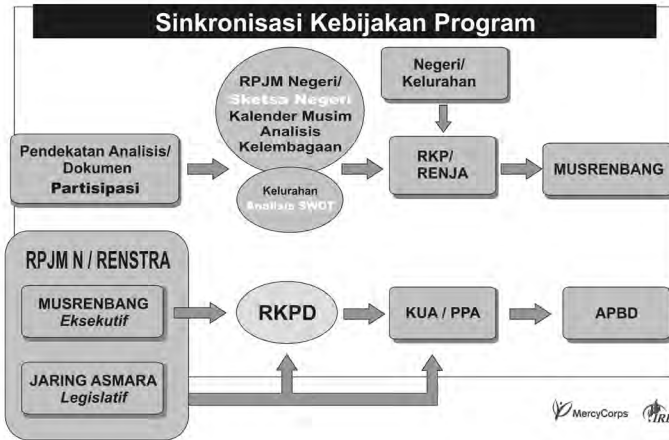 Sinkronisasi Kebijakan Program
Pendekatan Analisis/
Dokumen
Partisipasi
RPJM Negeri/
Sketsa Negeri
Kalender Musim
Analisis
Kelembagaan
Kelurahan
Analisis SWOT
Negeri/
Kelurahan
RKP/
RENJA
MUSRENBANG
RPJM N / RENSTRA
MUSRENBANG
Eksekutif
JARING ASMARA
Legislatif
RKPD
KUA / PPA
APBD
MercyCorps